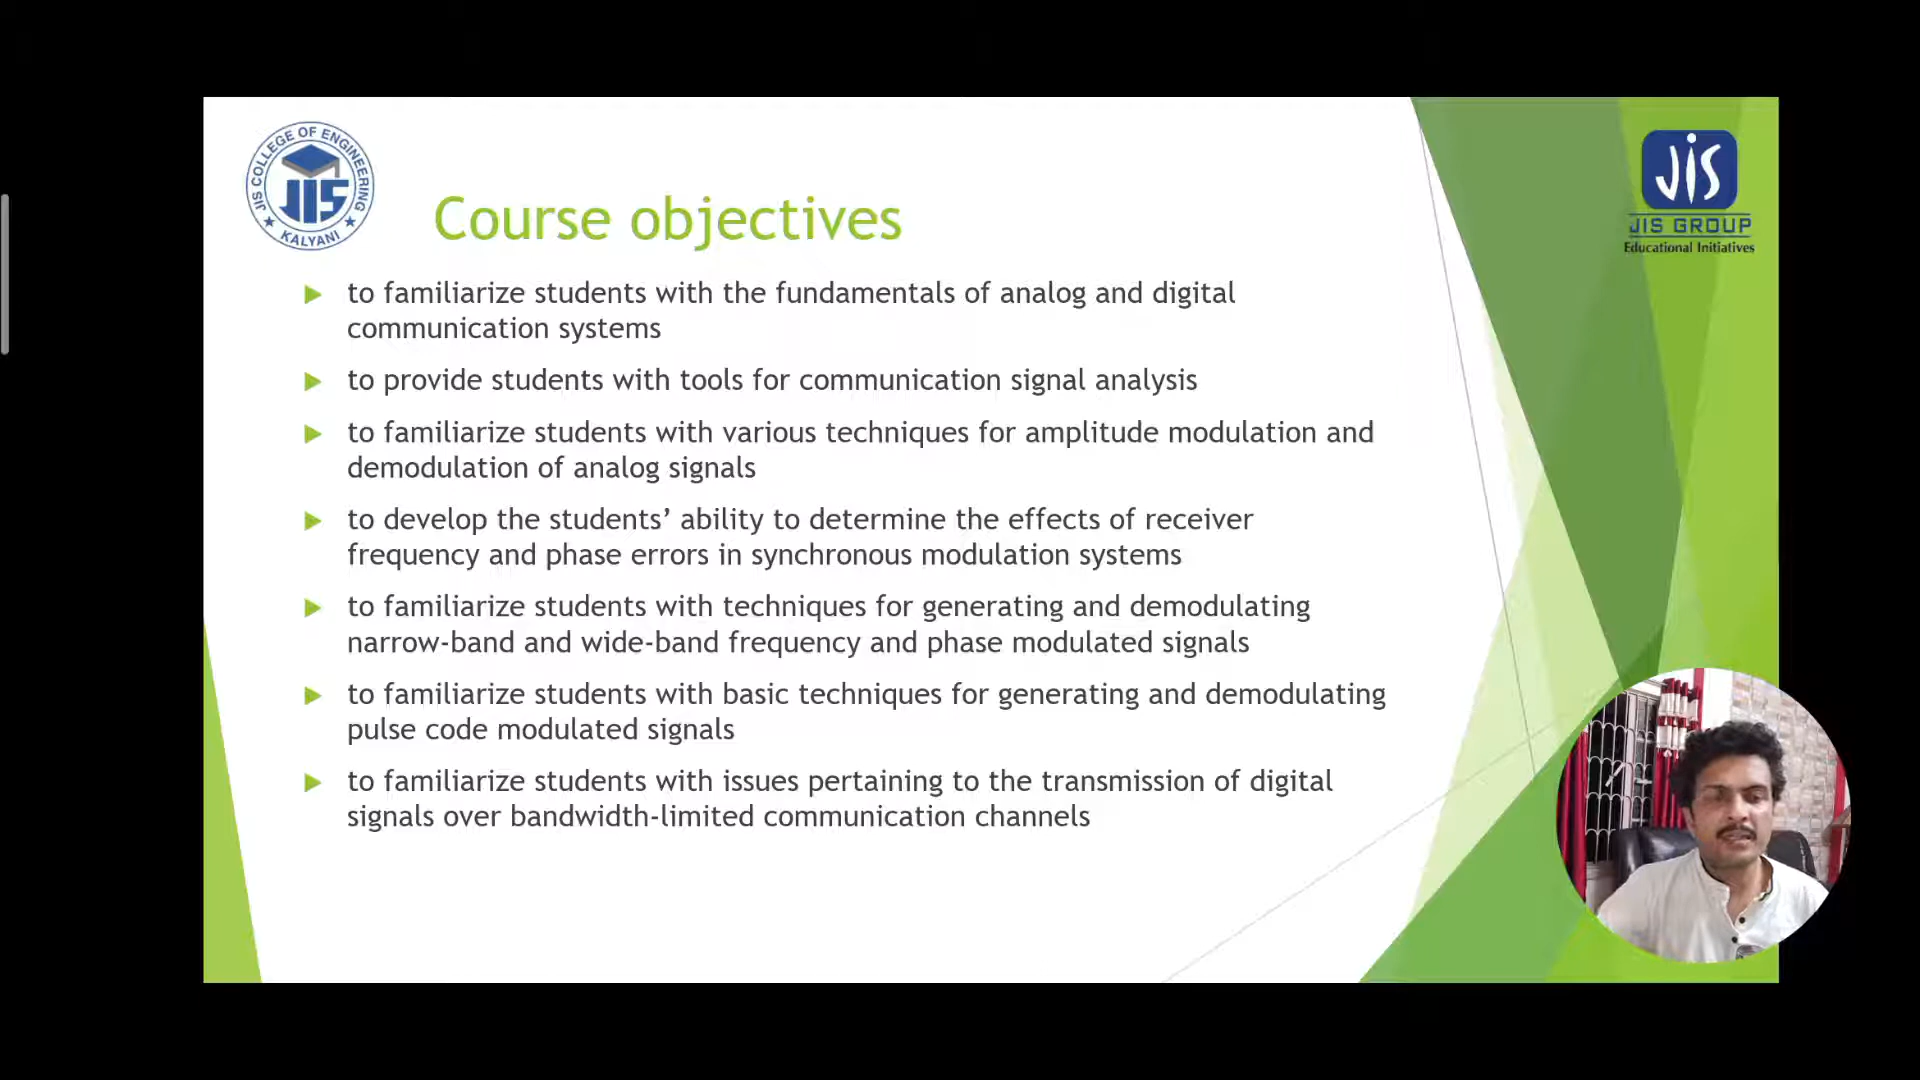 JIS COLLEGE OF ENGINEERING
JIS
KALYANI
JIS
JIS GROUP
Educational Initiatives
Course objectives
to familiarize students with the fundamentals of analog and digital
communication systems
to provide students with tools for communication signal analysis
to familiarize students with various techniques for amplitude modulation and
demodulation of analog signals
to develop the students’ ability to determine the effects of receiver
frequency and phase errors in synchronous modulation systems
to familiarize students with techniques for generating and demodulating
narrow-band and wide-band frequency and phase modulated signals
to familiarize students with basic techniques for generating and demodulating
pulse code modulated signals
to familiarize students with issues pertaining to the transmission of digital
signals over bandwidth-limited communication channels